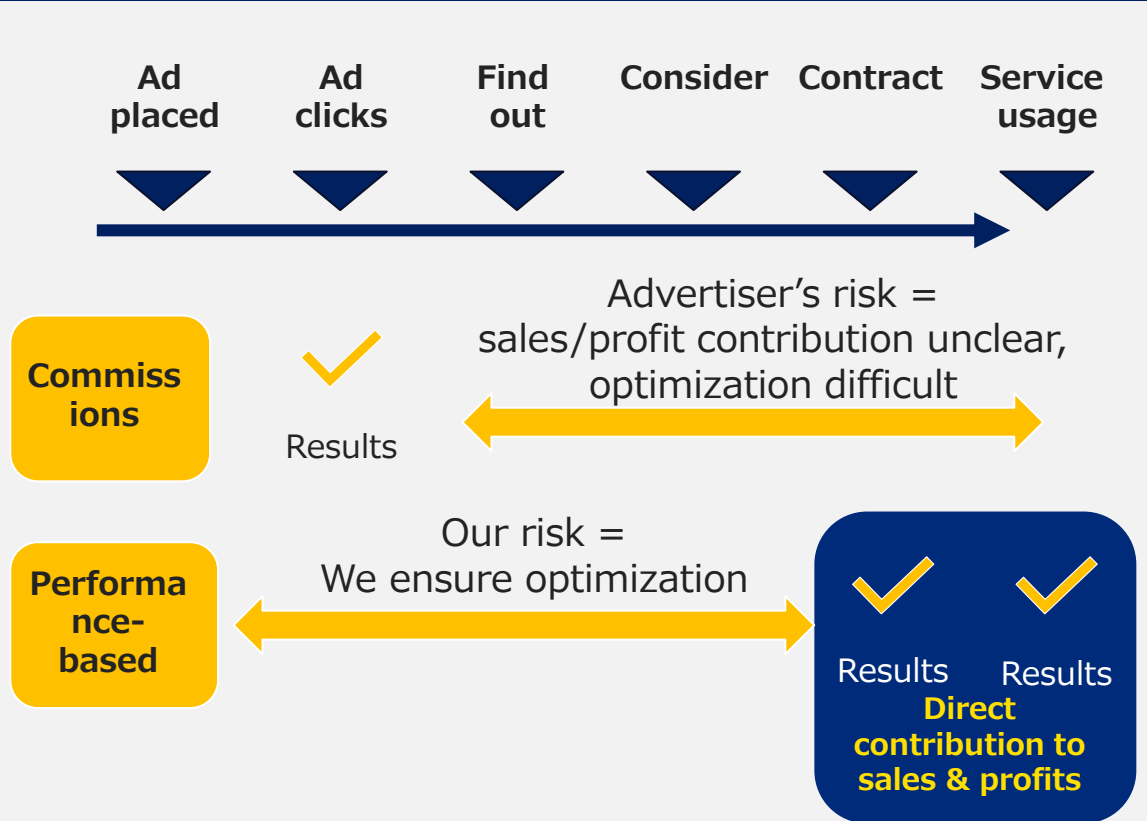 Ad placed
Ad clicks
Find out
Consider
Contract
Service usage
Commiss
ions
Results
Advertiser’s risk =
sales/profit contribution unclear,
optimization difficult
Performa
nce-
based
Our risk =
We ensure optimization
Results
Results
Direct
contribution to
sales & profits